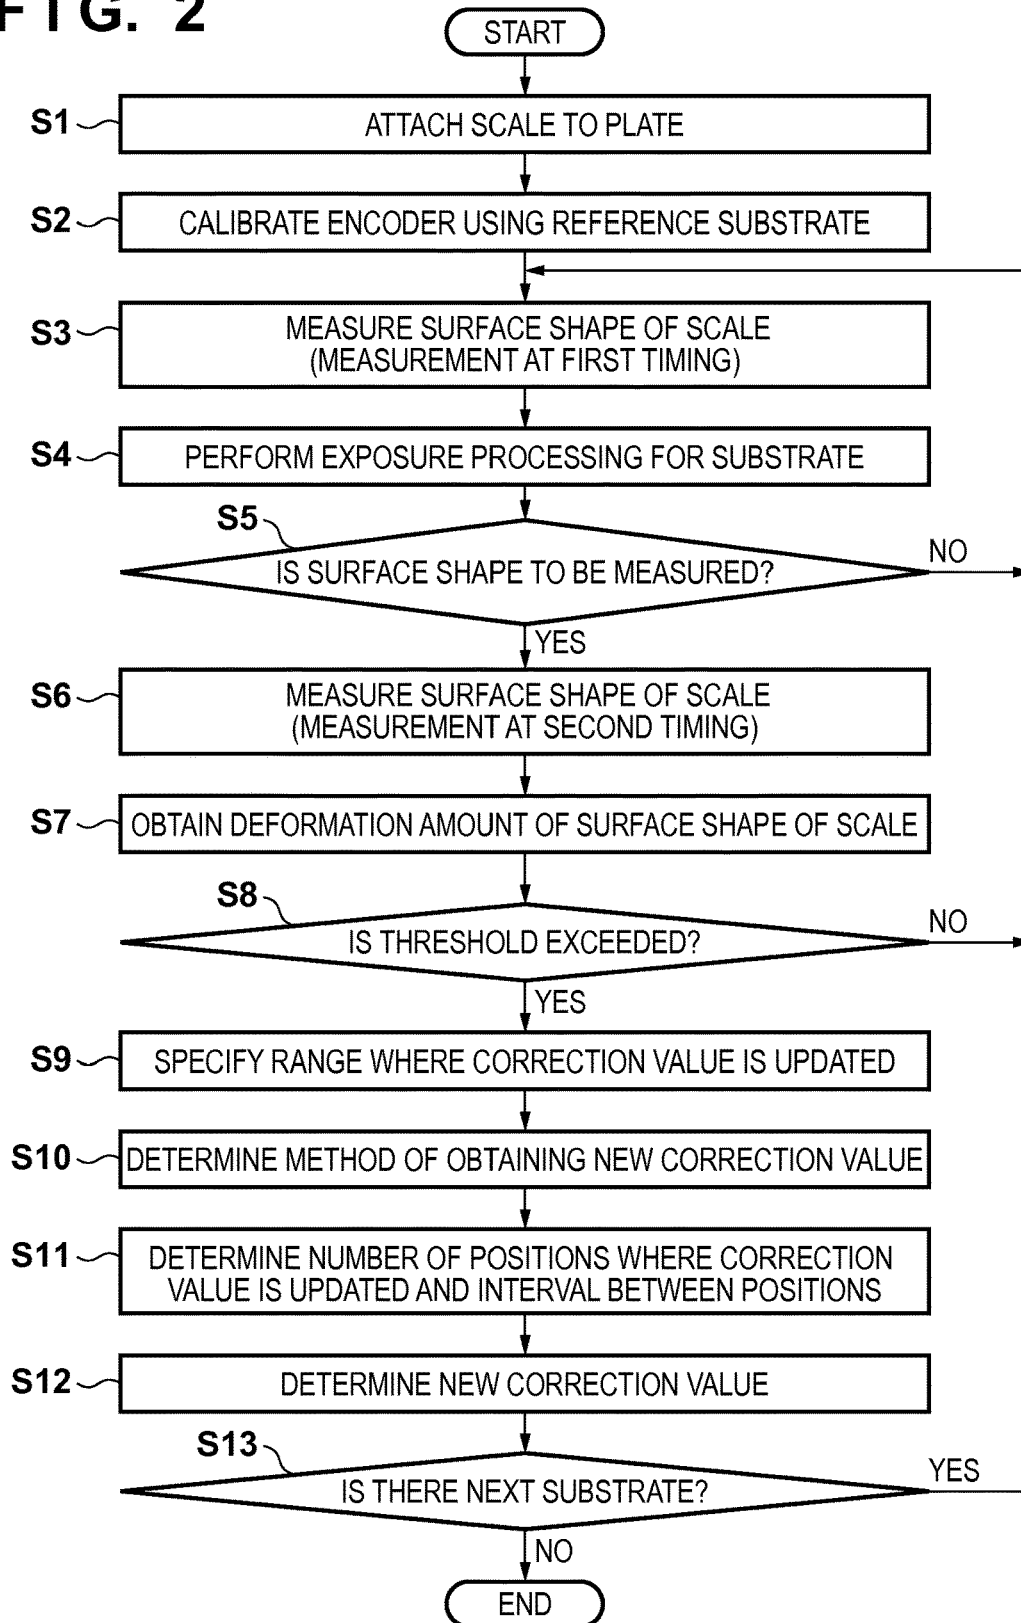 FIG. 2
START
S1
ATTACH SCALE TO PLATE
S2
CALIBRATE ENCODER USING REFERENCE SUBSTRATE
S3
MEASURE SURFACE SHAPE OF SCALE
(MEASUREMENT AT FIRST TIMING)
S4
PERFORM EXPOSURE PROCESSING FOR SUBSTRATE
S5
IS SURFACE SHAPE TO BE MEASURED?
NO
YES
S6
MEASURE SURFACE SHAPE OF SCALE
(MEASUREMENT AT SECOND TIMING)
S7
OBTAIN DEFORMATION AMOUNT OF SURFACE SHAPE OF SCALE
S8
IS THRESHOLD EXCEEDED?
NO
YES
S9
SPECIFY RANGE WHERE CORRECTION VALUE IS UPDATED
S10
DETERMINE METHOD OF OBTAINING NEW CORRECTION VALUE
S11
DETERMINE NUMBER OF POSITIONS WHERE CORRECTION
VALUE IS UPDATED AND INTERVAL BETWEEN POSITIONS
S12
DETERMINE NEW CORRECTION VALUE
S13
IS THERE NEXT SUBSTRATE?
YES
NO
END